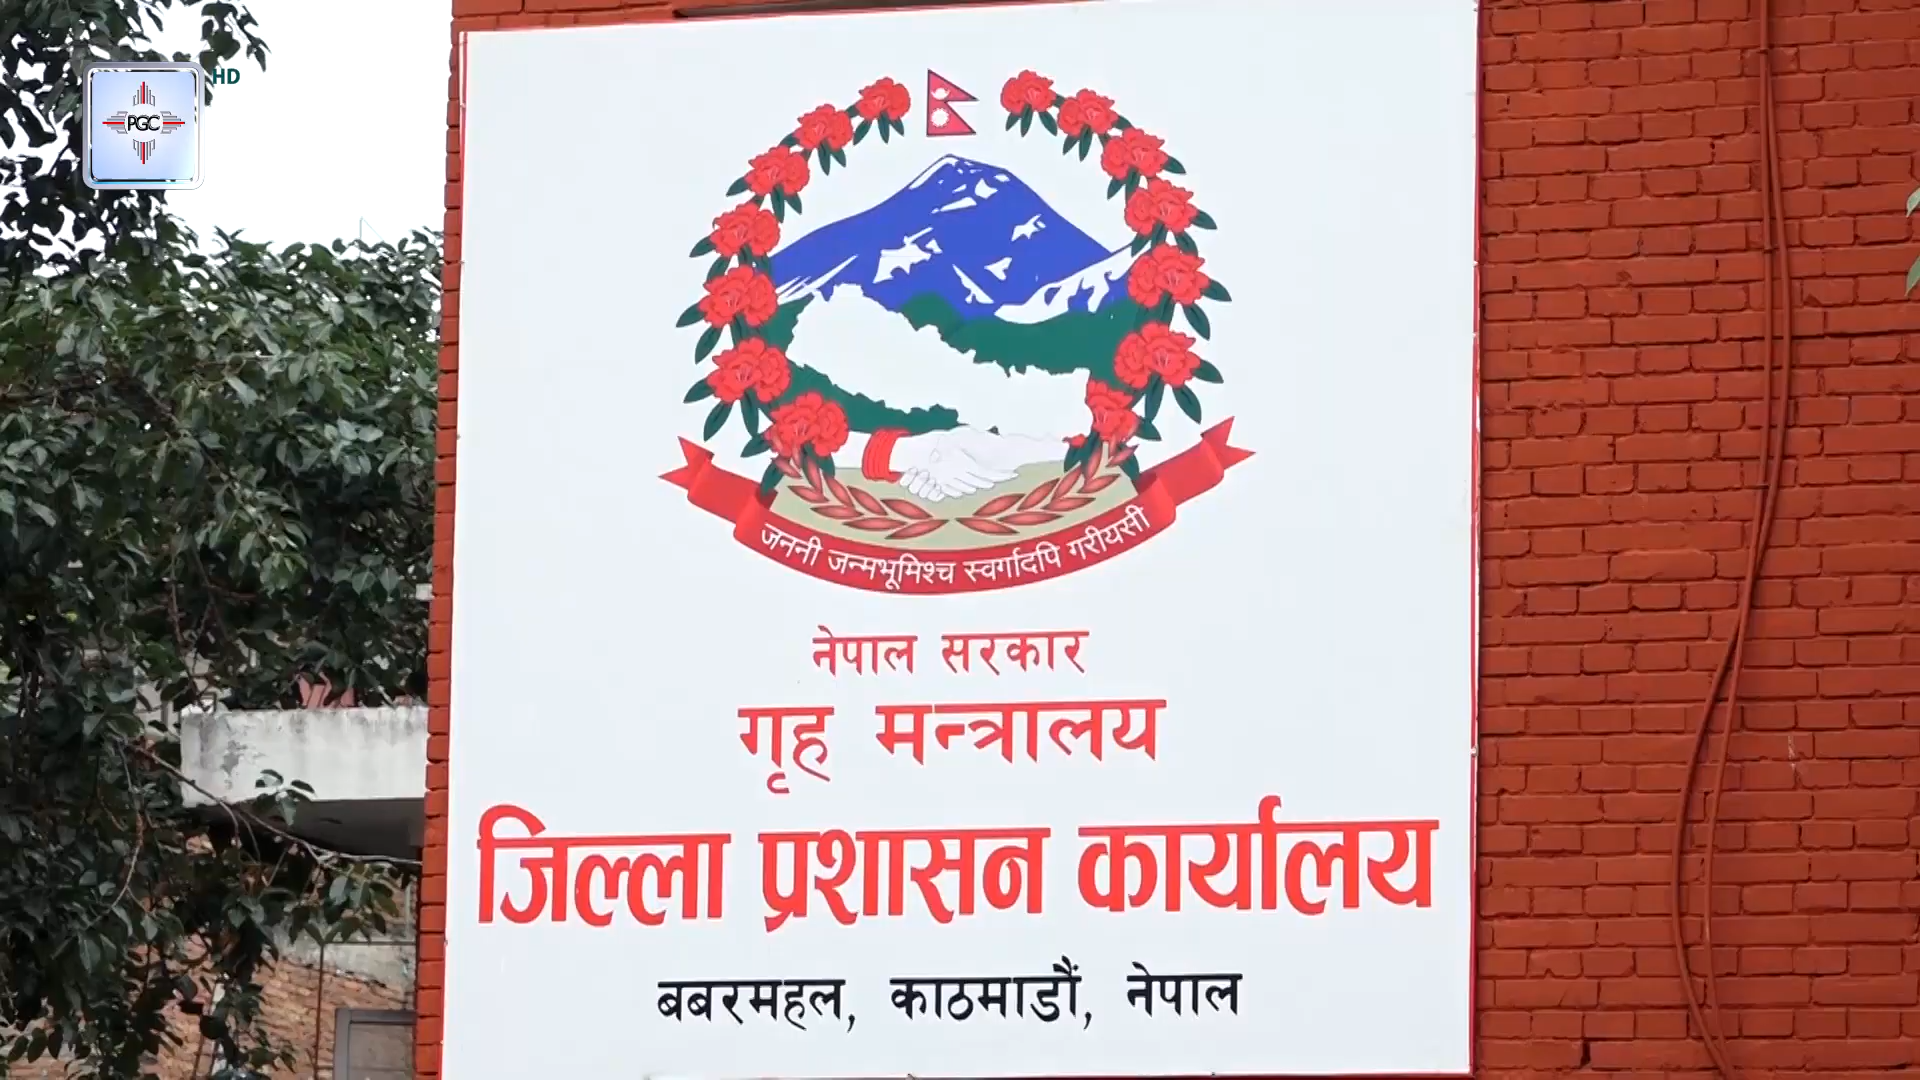 HD
PGC
जननी जन्मभूमिश्च स्वर्गादपि गरीयसी
नेपाल सरकार
गृह मन्त्रालय
जिल्ला प्रशासन कार्यालय
बबरमहल, काठमाडौं, नेपाल